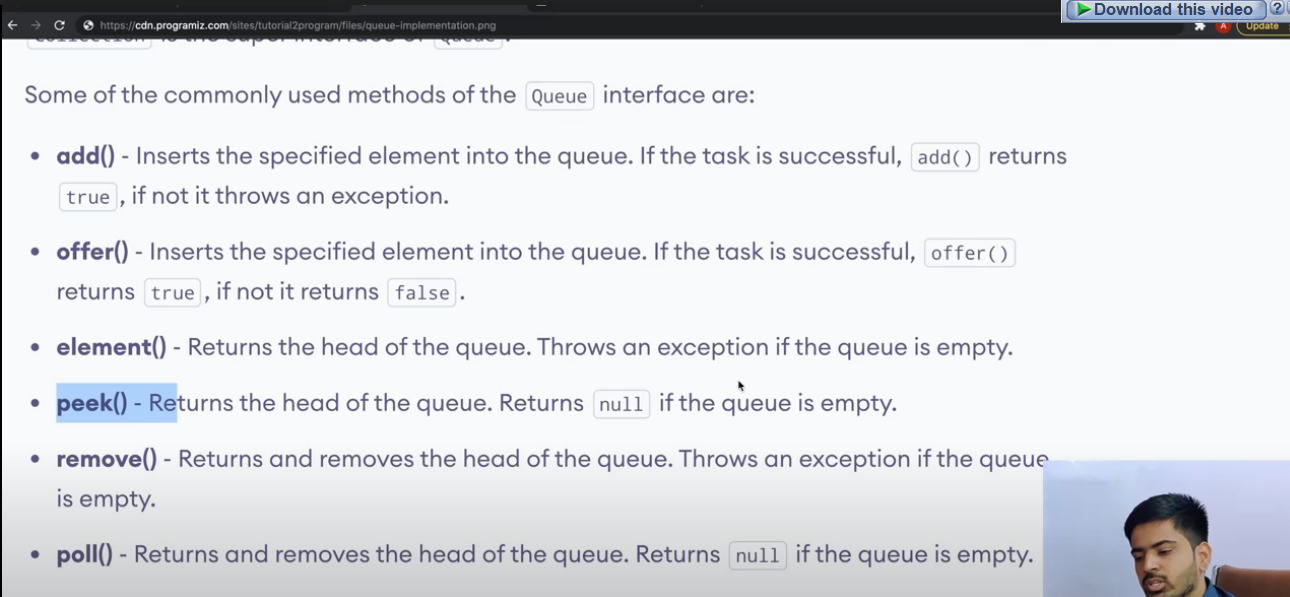 https://cdn.programiz.com/sites/tutorial2program/files/queue-implementation.png
Download this video ?
A Update
Collection is the super interface of Queue.
Some of the commonly used methods of the Queue interface are:
• add() - Inserts the specified element into the queue. If the task is successful, add() returns
true, if not it throws an exception.
• offer() - Inserts the specified element into the queue. If the task is successful, offer()
returns true, if not it returns false.
• element() - Returns the head of the queue. Throws an exception if the queue is empty.
• peek() - Returns the head of the queue. Returns null if the queue is empty.
• remove() - Returns and removes the head of the queue. Throws an exception if the queue
is empty.
• poll() - Returns and removes the head of the queue. Returns null if the queue is empty.